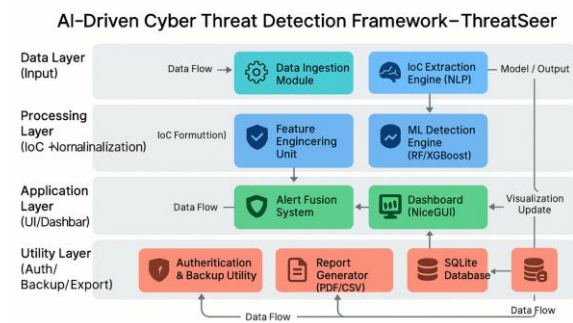 AI-Driven Cyber Threat Detection Framework–ThreatSeer
Data Layer
(Input)
Data Flow
Data Ingestion
Module
IoC Extraction
Engine (NLP)
Model / Output
Processing
Layer
(IoC +Nornalinalization)
IoC Formuttion)
Feature
Engincering
Unit
ML Detection
Engine
(RF/XGBoost)
Application
Layer
(UI/Dashbar)
Data Flow
Alert Fusion
System
Dashboard
(NiceGUI)
Visualization
Update
Utility Layer
(Auth/
Backup/Export)
Autheritication
& Backup Utility
Report
Generator
(PDF/CSV)
SQLite
Database
Data Flow
Data Flow